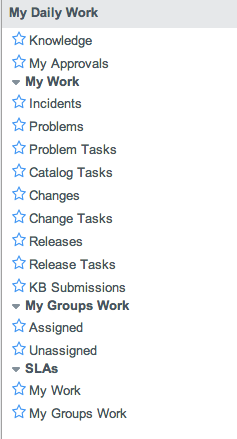 My Daily Work
Knowledge
My Approvals
My Work
Incidents
Problems
Problem Tasks
Catalog Tasks
Changes
Change Tasks
Releases
Release Tasks
KB Submissions
My Groups Work
Assigned
Unassigned
SLAs
My Work
My Groups Work